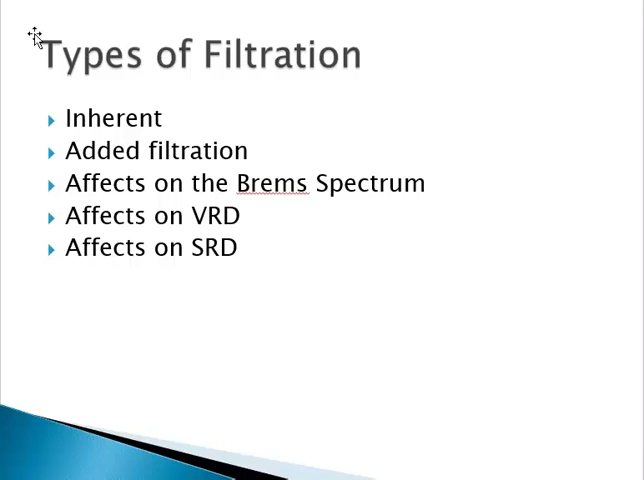 Types of Filtration
Inherent
Added filtration
Affects on the Brems Spectrum
Affects on VRD
Affects on SRD